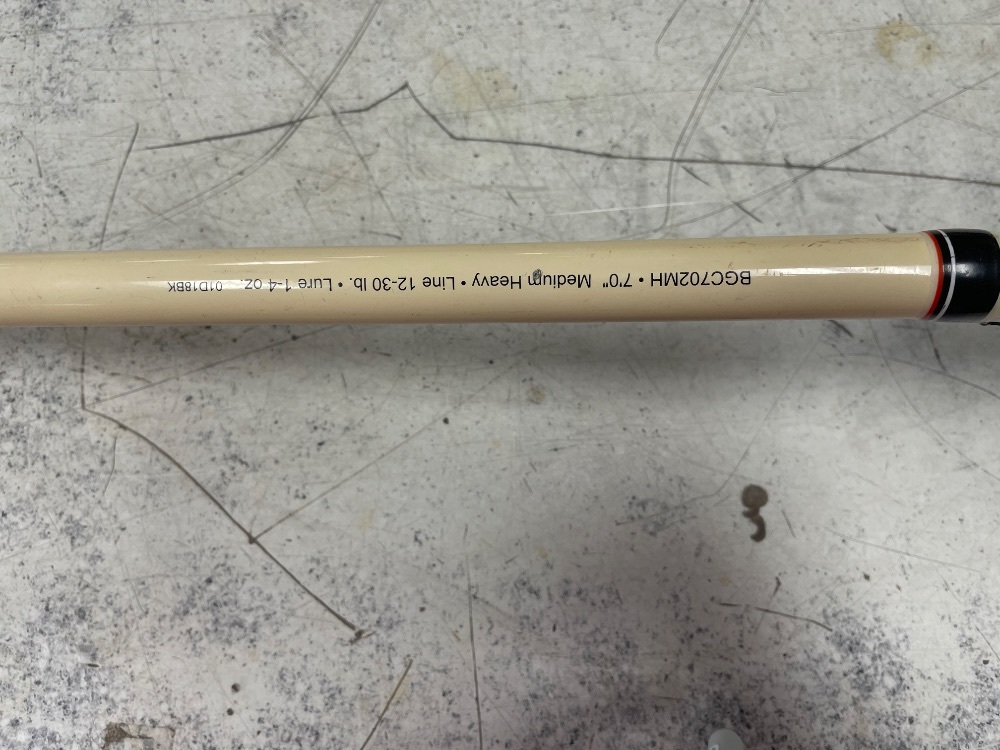 BGC702MH • 7'0" Medium Heavy • Line 12-30 lb. • Lure 1-4 oz. 01D18BK